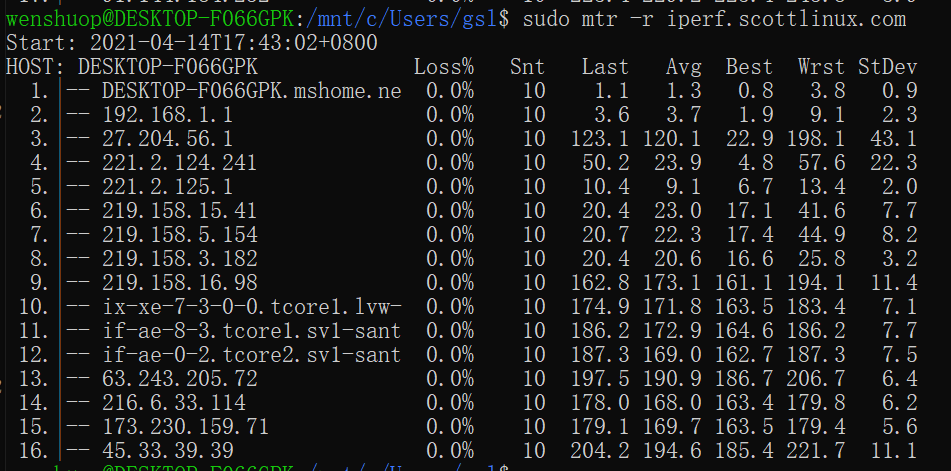 wenshuop@DESKTOP-F066GPK:/mnt/c/Users/gsl$ sudo mtr -r iperf.scottlinux.com
Start: 2021-04-14T17:43:02+0800
HOST: DESKTOP-F066GPK Loss% Snt Last Avg Best Wrst StDev
1.|-- DESKTOP-F066GPK.mshome.ne 0.0% 10 1.1 1.3 0.8 3.8 0.9
2.|-- 192.168.1.1 0.0% 10 3.6 3.7 1.9 9.1 2.3
3.|-- 27.204.56.1 0.0% 10 123.1 120.1 22.9 198.1 43.1
4.|-- 221.2.124.241 0.0% 10 50.2 23.9 4.8 57.6 22.3
5.|-- 221.2.125.1 0.0% 10 10.4 9.1 6.7 13.4 2.0
6.|-- 219.158.15.41 0.0% 10 20.4 23.0 17.1 41.6 7.7
7.|-- 219.158.5.154 0.0% 10 20.7 22.3 17.4 44.9 8.2
8.|-- 219.158.3.182 0.0% 10 20.4 20.6 16.6 25.8 3.2
9.|-- 219.158.16.98 0.0% 10 162.8 173.1 161.1 194.1 11.4
10.|-- ix-xe-7-3-0-0.tcore1.lvw- 0.0% 10 174.9 171.8 163.5 183.4 7.1
11.|-- if-ae-8-3.tcore1.sv1-sant 0.0% 10 186.2 172.9 164.6 186.2 7.7
12.|-- if-ae-0-2.tcore2.sv1-sant 0.0% 10 187.3 169.0 162.7 187.3 7.5
13.|-- 63.243.205.72 0.0% 10 197.5 190.9 186.7 206.7 6.4
14.|-- 216.6.33.114 0.0% 10 178.0 168.0 163.4 179.8 6.2
15.|-- 173.230.159.71 0.0% 10 179.1 169.7 163.5 179.4 5.6
16.|-- 45.33.39.39 0.0% 10 204.2 194.6 185.4 221.7 11.1